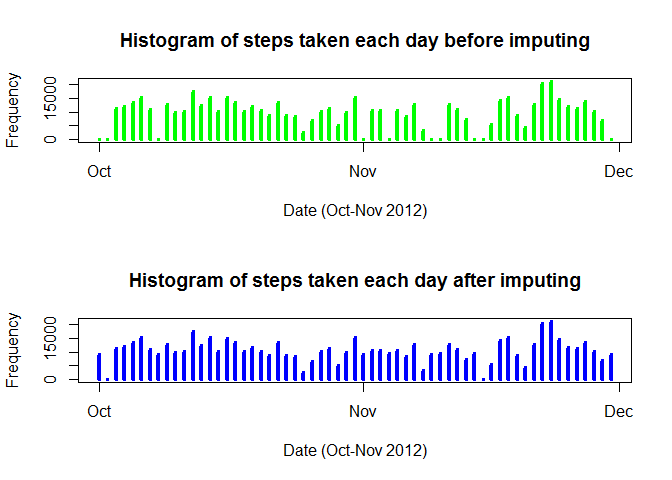 Histogram of steps taken each day before imputing
Frequency
15000
0
Oct Nov Dec
Date (Oct-Nov 2012)
Histogram of steps taken each day after imputing
Frequency
15000
0
Oct Nov Dec
Date (Oct-Nov 2012)